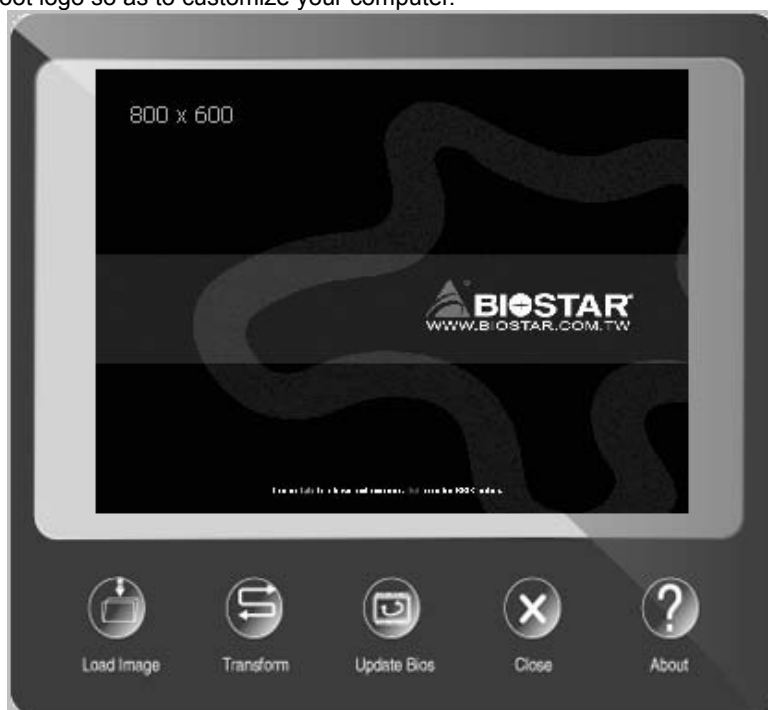 logo so as to customize your computer.
800 x 600
BIOSTAR
WWW.BIOSTAR.COM.TW
Load Image Transform Update Bios Close About